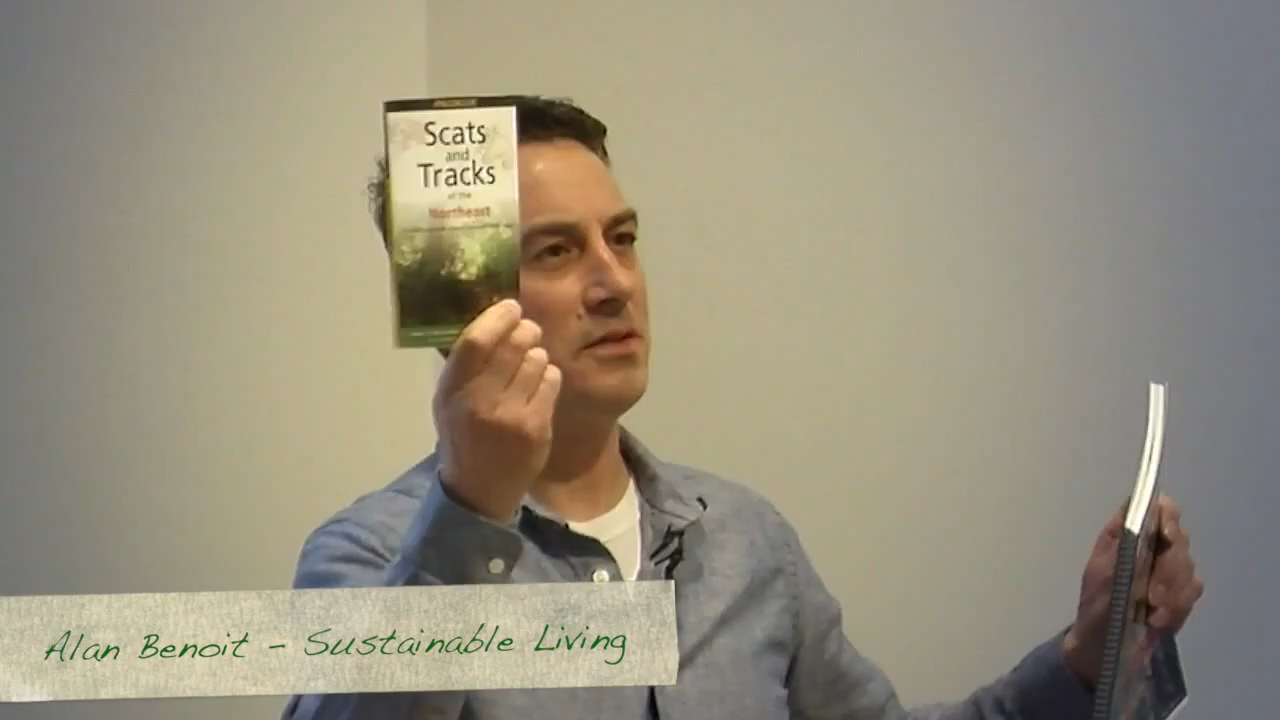 Scats
and
Tracks
of the
Northeast
Alan Benoit - Sustainable Living